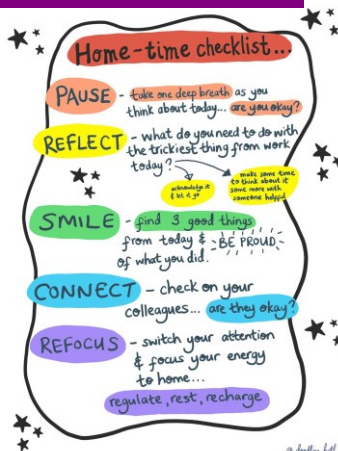 Home-time checklist...
PAUSE - take one deep breath as you
think about today... are you okay?
REFLECT - what do you need to do with
the trickiest thing from work
today?
acknowledge it
& let it go
make some time
to think about it
some more with
someone helpful
SMILE - find 3 good things
from today & BE PROUD
of what you did.
CONNECT - check on your
colleagues... are they okay?
REFOCUS - switch your attention
& focus your energy
to home...
regulate, rest, recharge